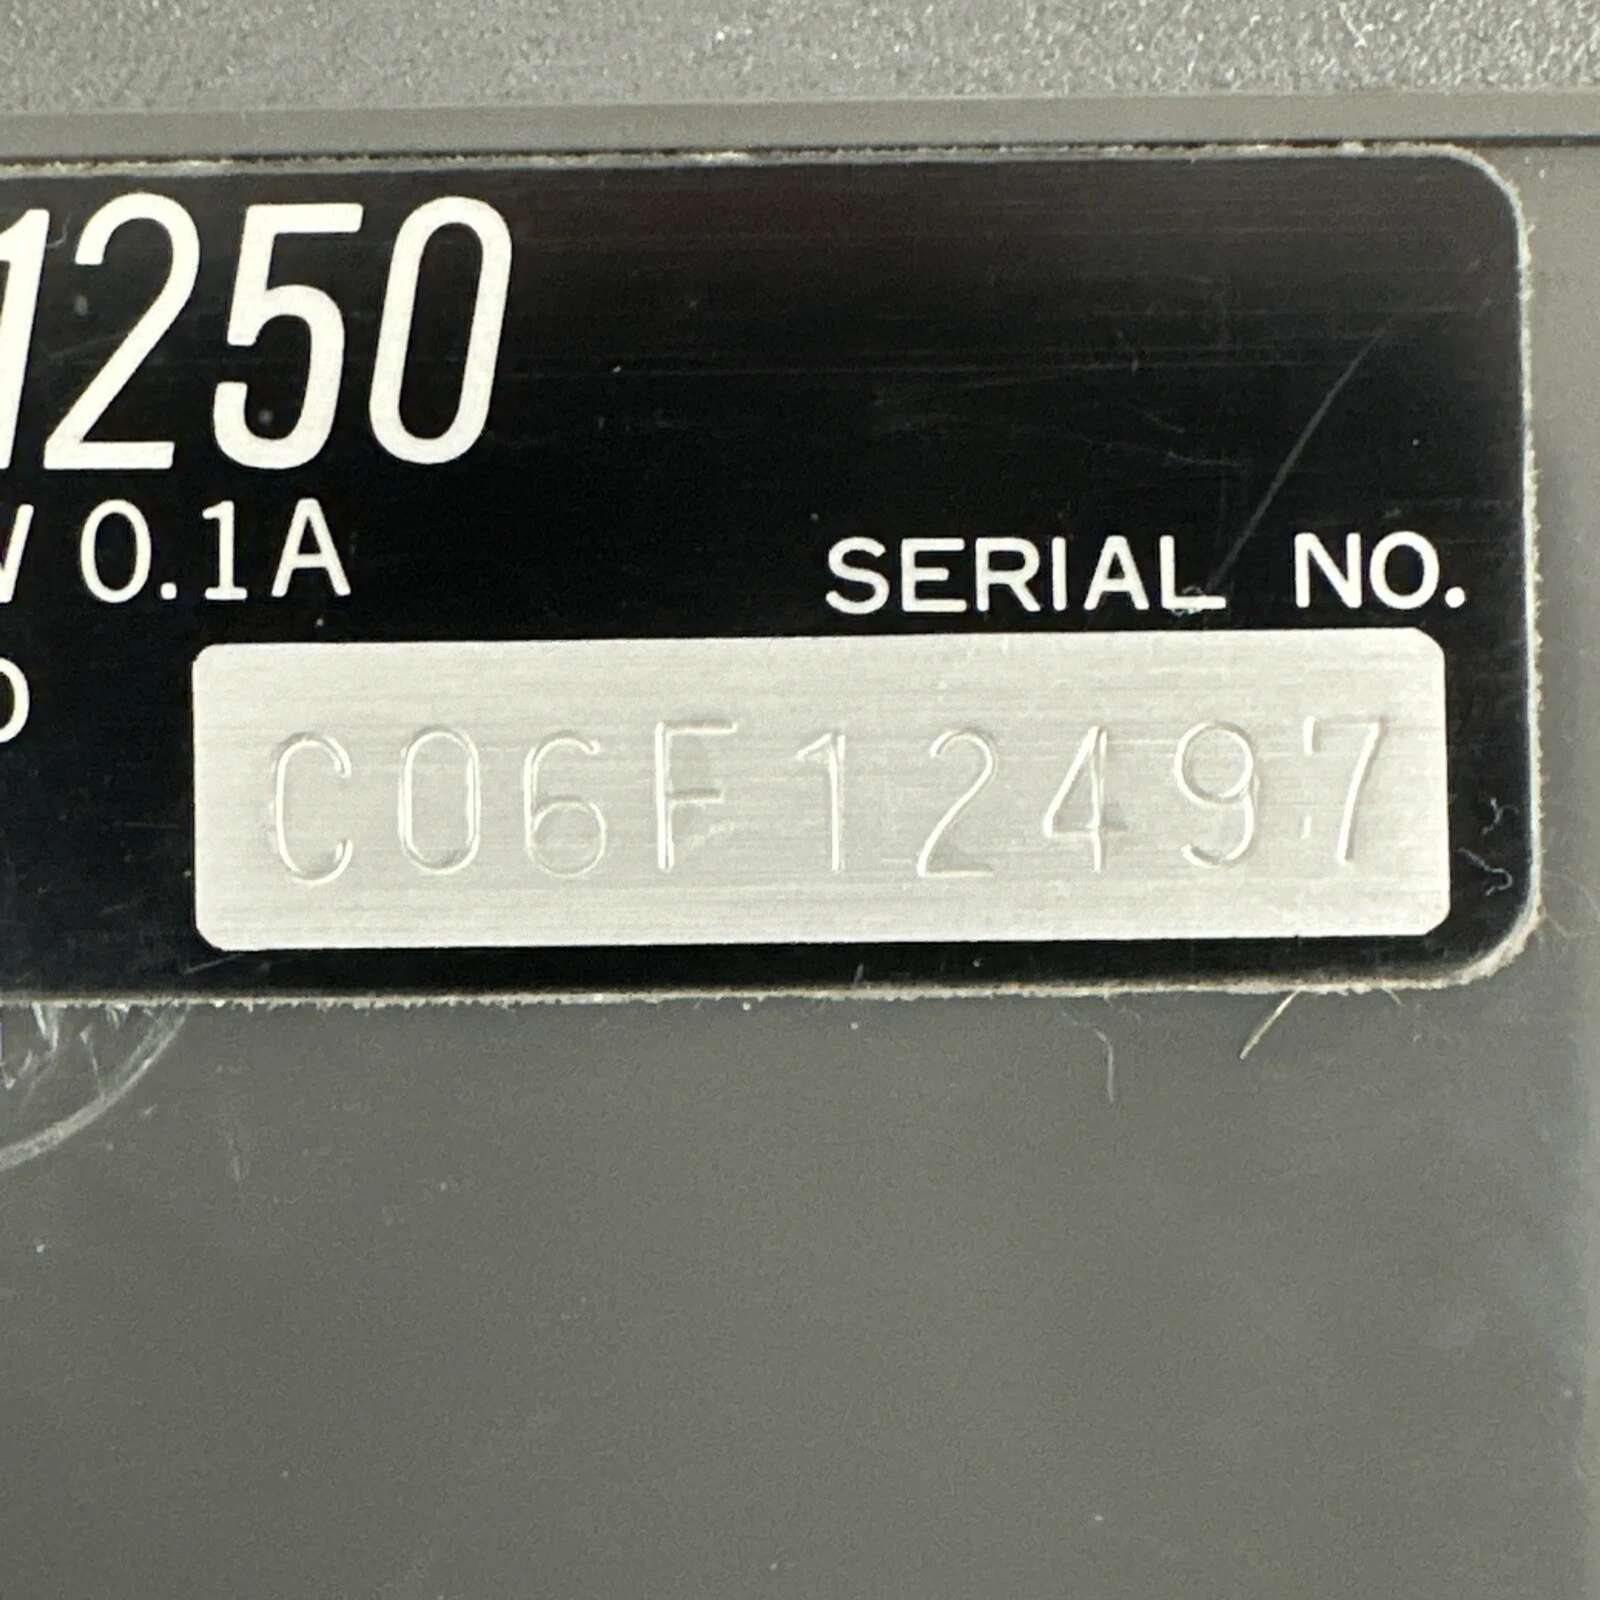 1250
V 0.1A
SERIAL NO.
C06F12497